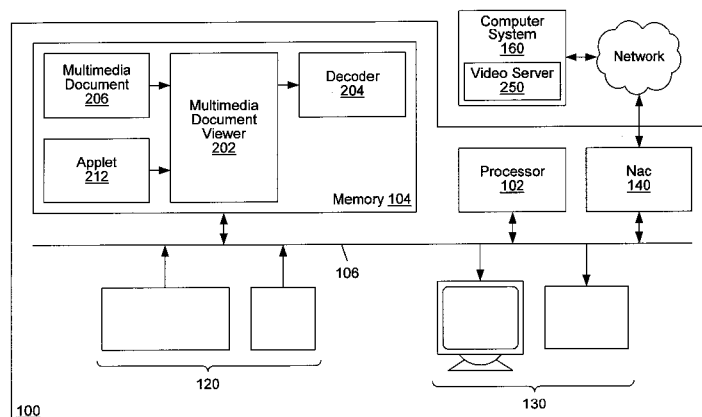 Computer
System
160
Video Server
250
Network
Multimedia
Document
206
Multimedia
Document
Viewer
202
Decoder
204
Applet
212
Memory 104
Processor
102
Nac
140
106
120
130
100